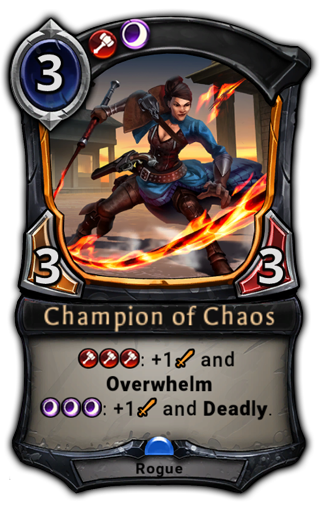 3
3
3
Champion of Chaos
: +1 and
Overwhelm
: +1 and Deadly.
Rogue